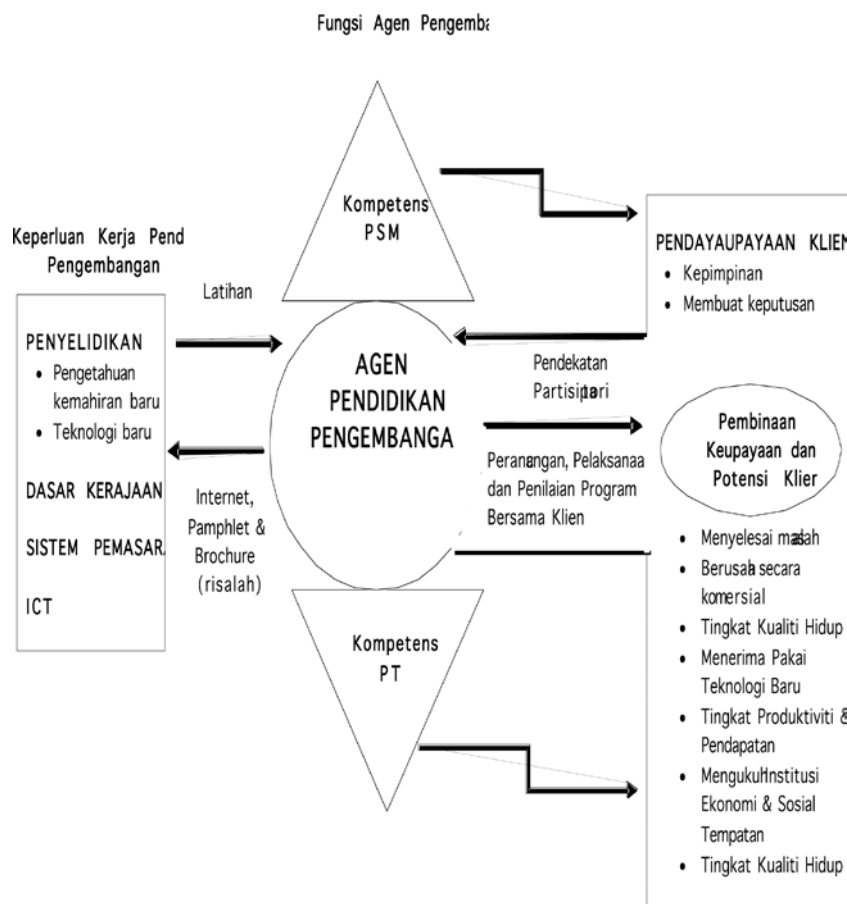 Fungsi Agen Pengemba
Kompetens
PSM
Keperluan Kerja Pend
Pengembangan
PENYELIDIKAN
• Pengetahuan
kemahiran baru
• Teknologi baru
DASAR KERAJAAN
SISTEM PEMASAR
ICT
Latihan
Internet,
Pamphlet &
Brochure
(risalah)
AGEN
PENDIDIKAN
PENGEMBANGA
Kompetens
PT
Pendekatan
Partisipatori
Perancangan, Pelaksanaa
dan Penilaian Program
Bersama Klien
PENDAYAUPAYAAN KLIEN
• Kepimpinan
• Membuat keputusan
Pembinaan
Keupayaan dan
Potensi Klien
• Menyelesai masalah
• Berusaha secara
komersial
• Tingkat Kualiti Hidup
• Menerima Pakai
Teknologi Baru
• Tingkat Produktiviti &
Pendapatan
• Mengukuh Institusi
Ekonomi & Sosial
Tempatan
• Tingkat Kualiti Hidup